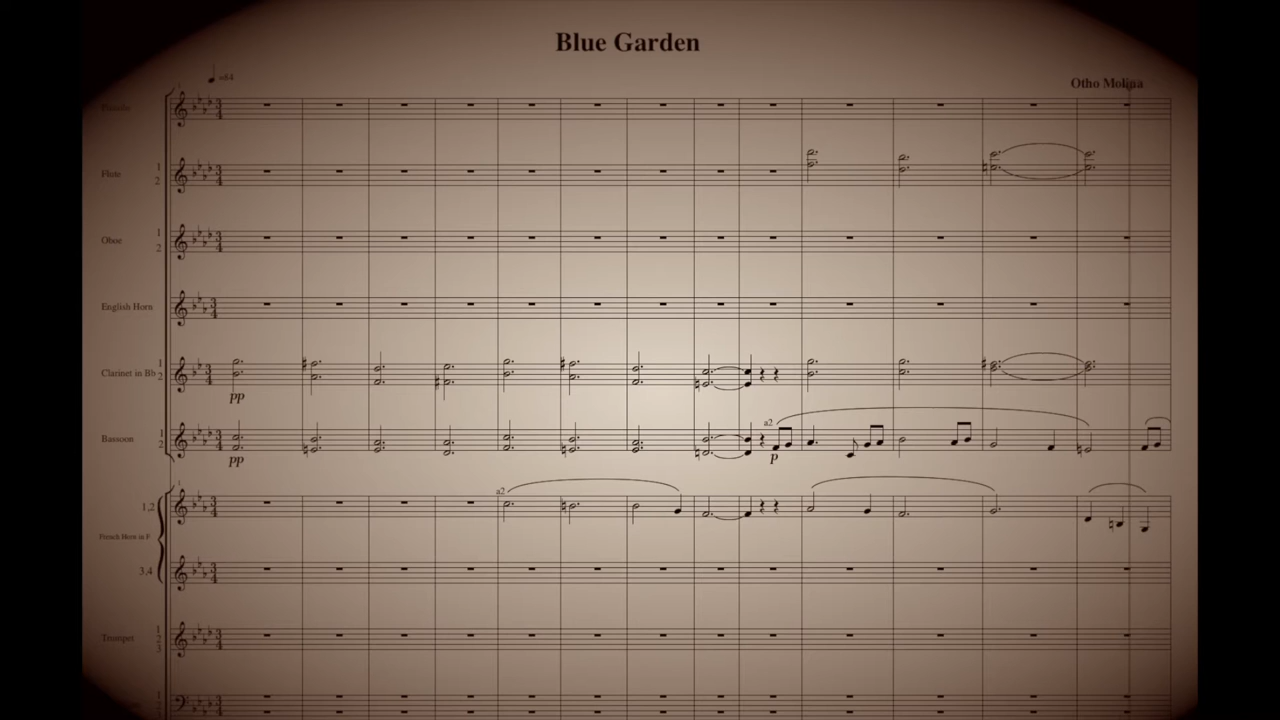 Blue Garden
=84
Otho Molina
Piccolo
Flute 1 2
Oboe 1 2
English Horn
Clarinet in Bb 1 2
pp
Bassoon 1 2
a2
pp
p
a2
1,2
French Horn in F
3,4
Trumpet 1 2 3
1